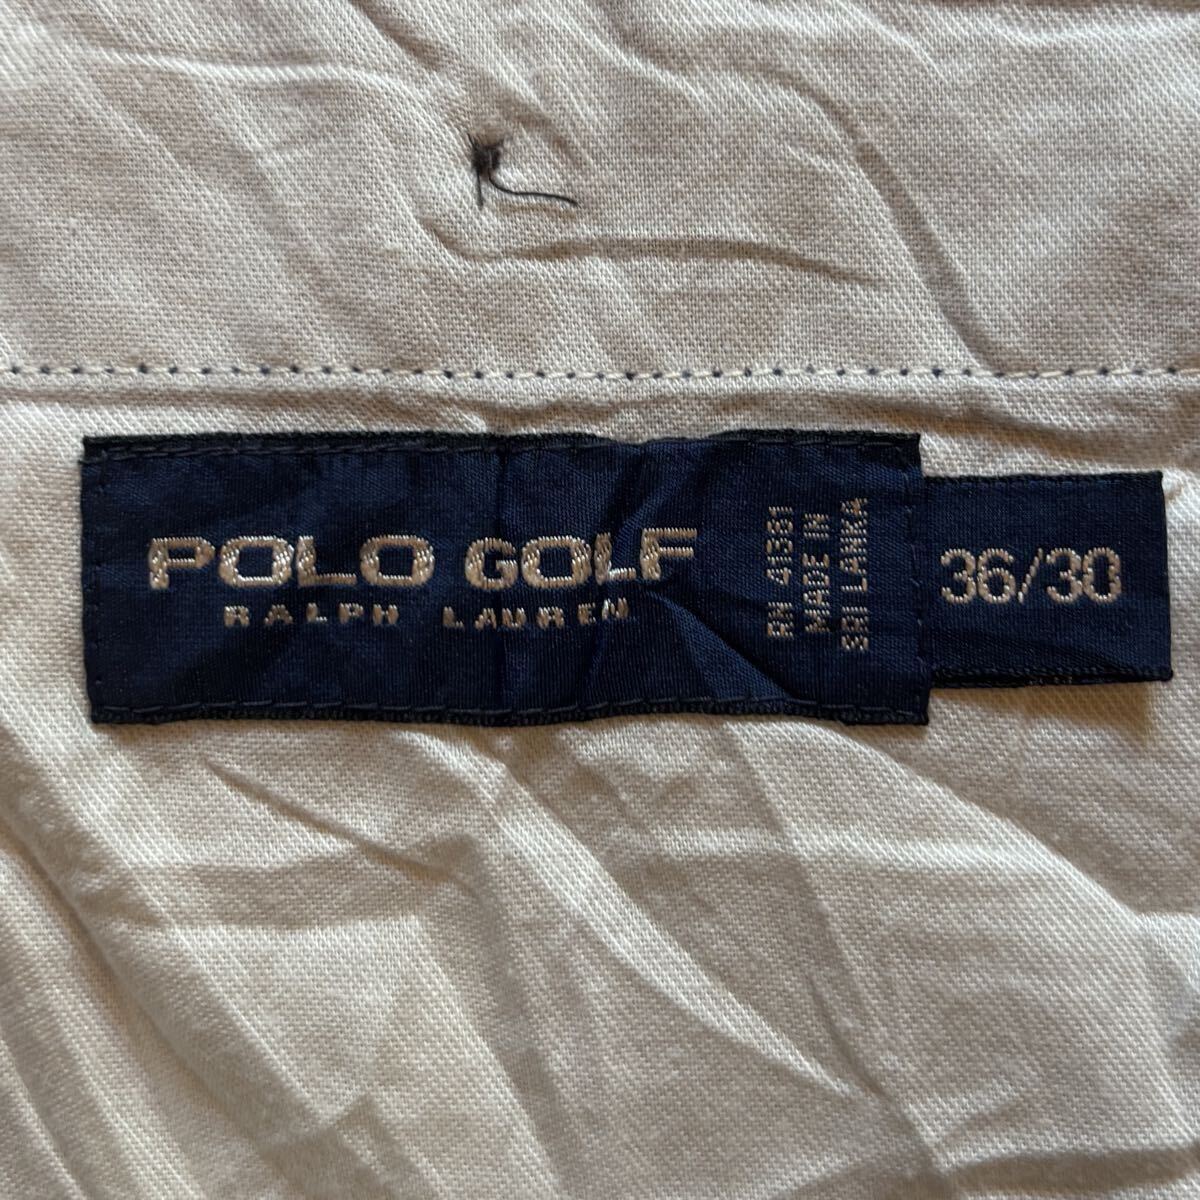 POLO GOLF
RALPH LAUREN
RN 41381
MADE IN
SRI LANKA
36/30